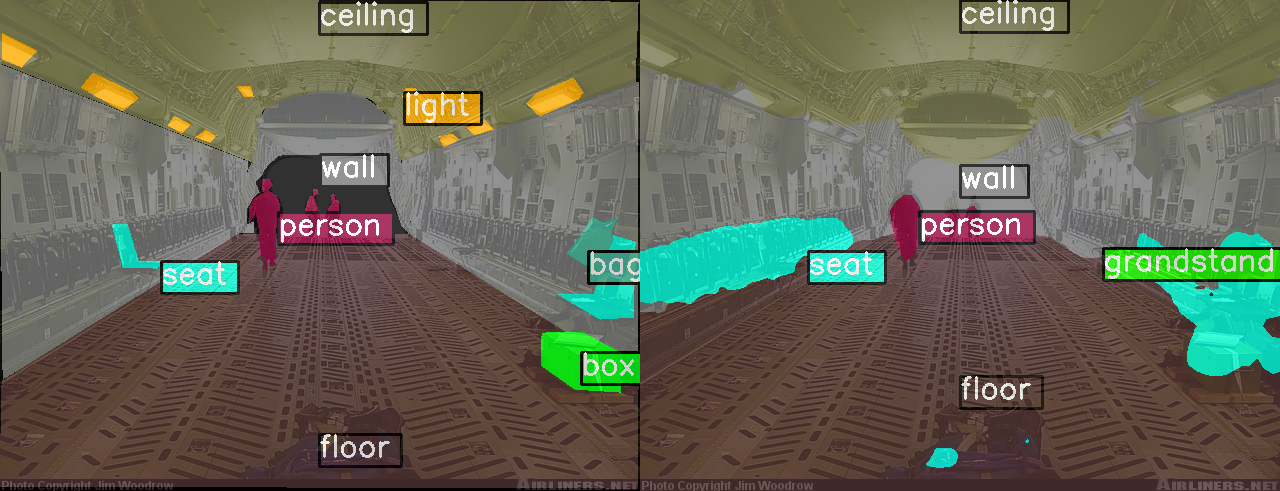 ceiling
light
wall
person
seat
bag
box
floor
Photo Copyright Jim Woodrow
AIRLINERS.NET
ceiling
wall
person
seat
grandstand
floor
Photo Copyright Jim Woodrow
AIRLINERS.NET